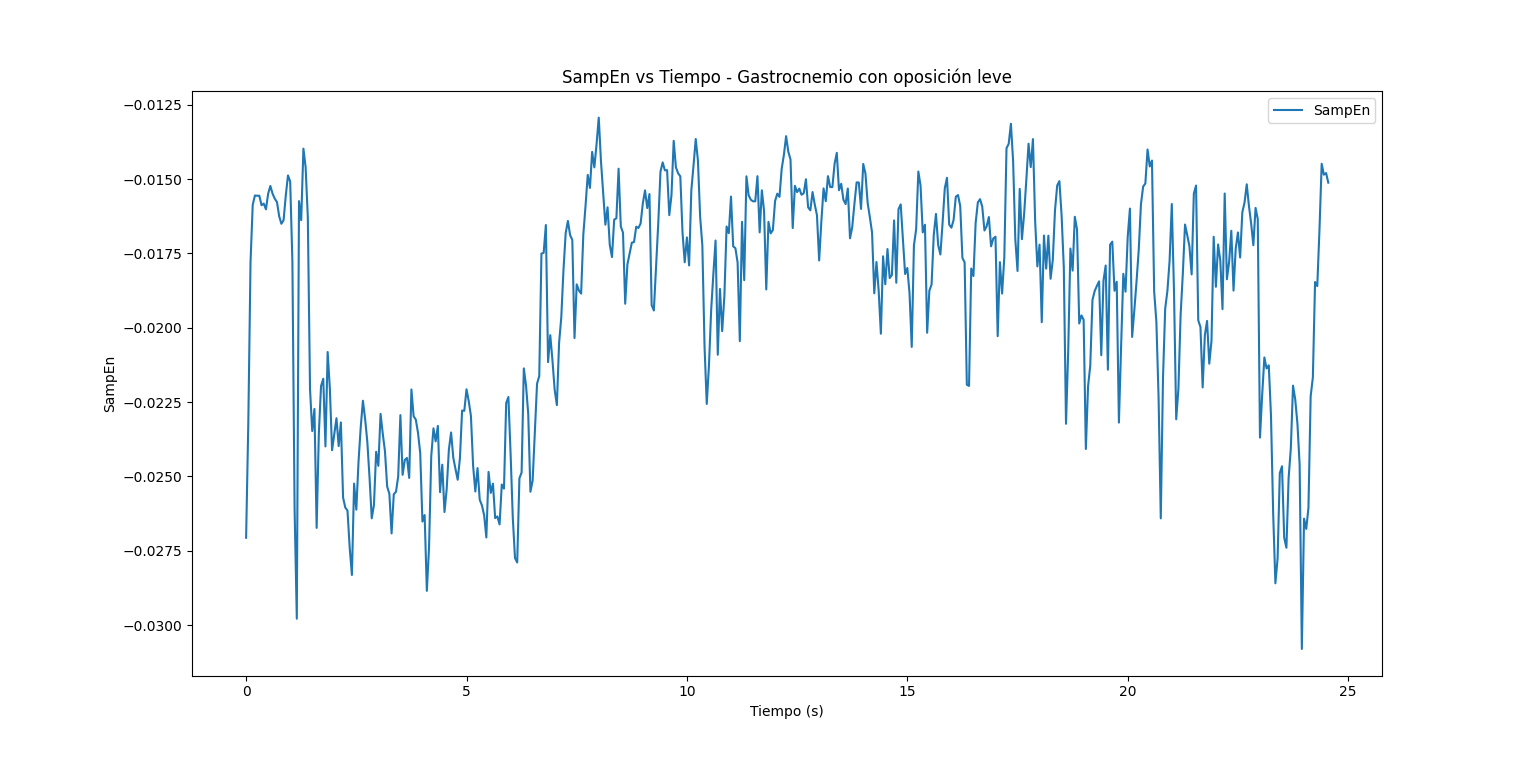 SampEn vs Tiempo - Gastrocnemio con oposición leve
SampEn
−0.0125
−0.0150
−0.0175
−0.0200
−0.0225
−0.0250
−0.0275
−0.0300
SampEn
0 5 10 15 20 25
Tiempo (s)